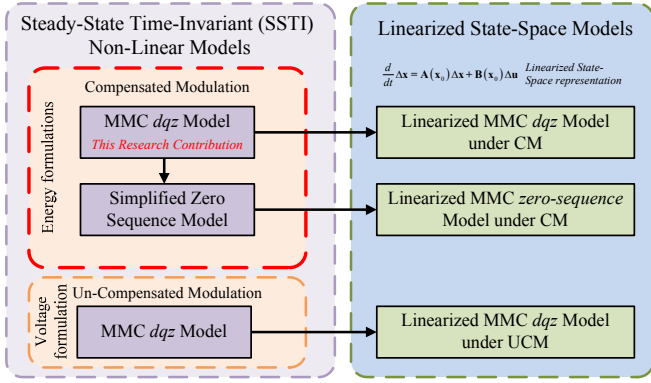 Steady-State Time-Invariant (SSTI)
Non-Linear Models
Energy formulations
Compensated Modulation
MMC dqz Model
This Research Contribution
Simplified Zero
Sequence Model
Voltage
formulation
Un-Compensated Modulation
MMC dqz Model
Linearized State-Space Models
d/dt Δx = A(x₀)Δx + B(x₀)Δu Linearized State-
Space representation
Linearized MMC dqz Model
under CM
Linearized MMC zero-sequence
Model under CM
Linearized MMC dqz Model
under UCM